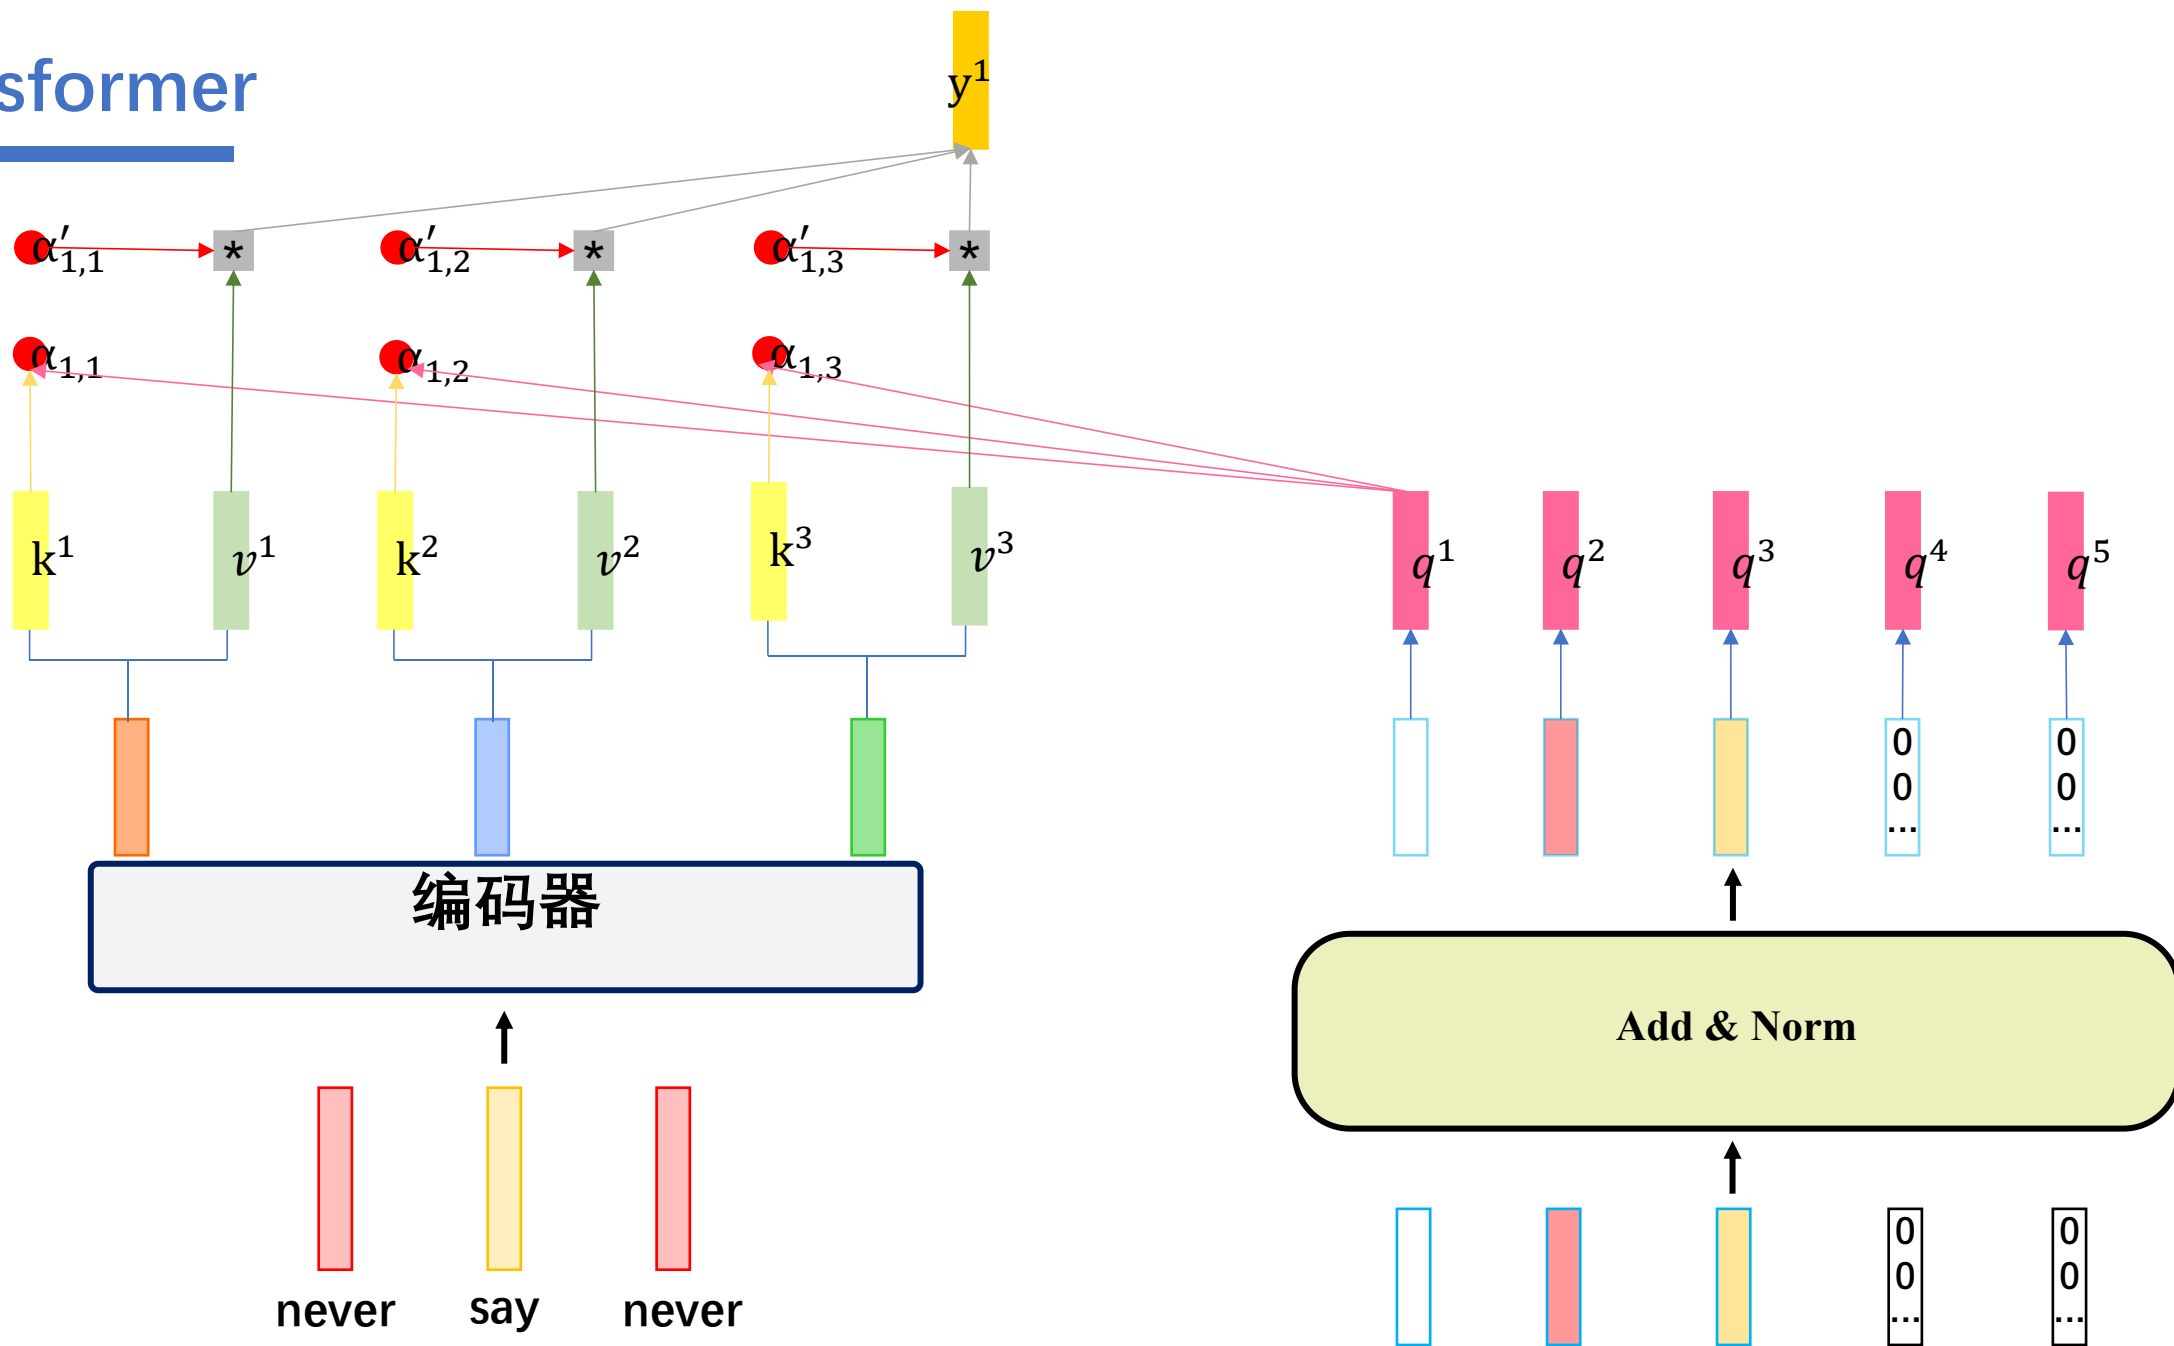 sformer
y¹
α′₁,₁ * α′₁,₂ * α′₁,₃ *
α₁,₁ α₁,₂ α₁,₃
k¹ v¹ k² v² k³ v³ q¹ q² q³ q⁴ q⁵
0 0
0 0
... ...
编码器
Add & Norm
0 0
0 0
... ...
never say never